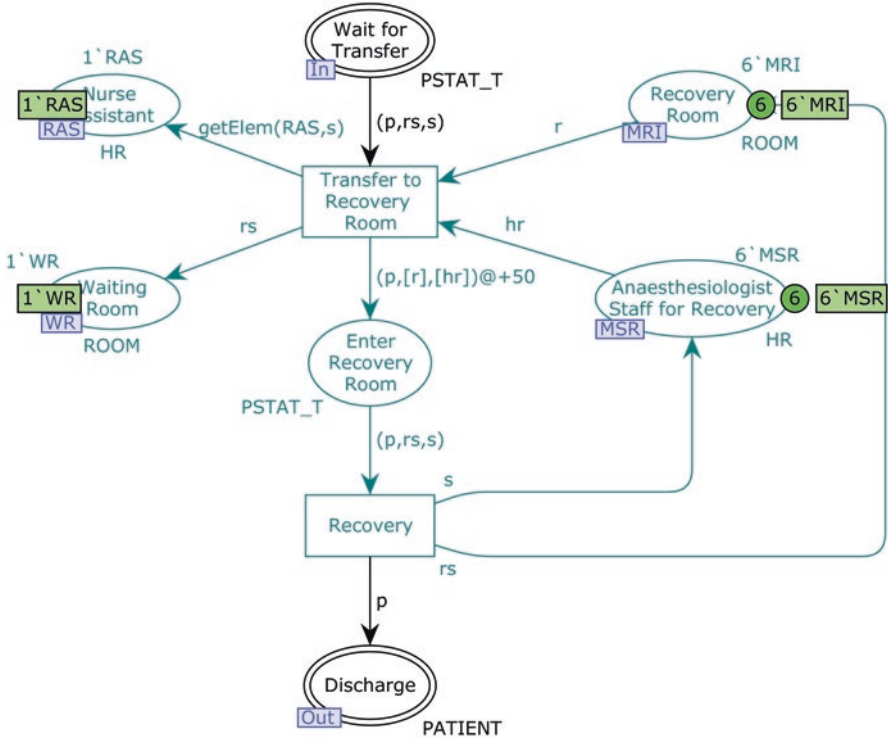 Wait for
Transfer
In
PSTAT_T
1`RAS
1`RAS
Nurse
ssistant
RAS
HR
getElem(RAS,s)
(p,rs,s)
r
6`MRI
Recovery
Room
6
6`MRI
MRI
ROOM
Transfer to
Recovery
Room
rs
hr
1`WR
1`WR
Waiting
Room
WR
ROOM
(p,[r],[hr])@+50
6`MSR
Anaesthesiologist
Staff for Recovery
6
6`MSR
MSR
HR
Enter
Recovery
Room
PSTAT_T
(p,rs,s)
s
Recovery
rs
p
Discharge
Out
PATIENT